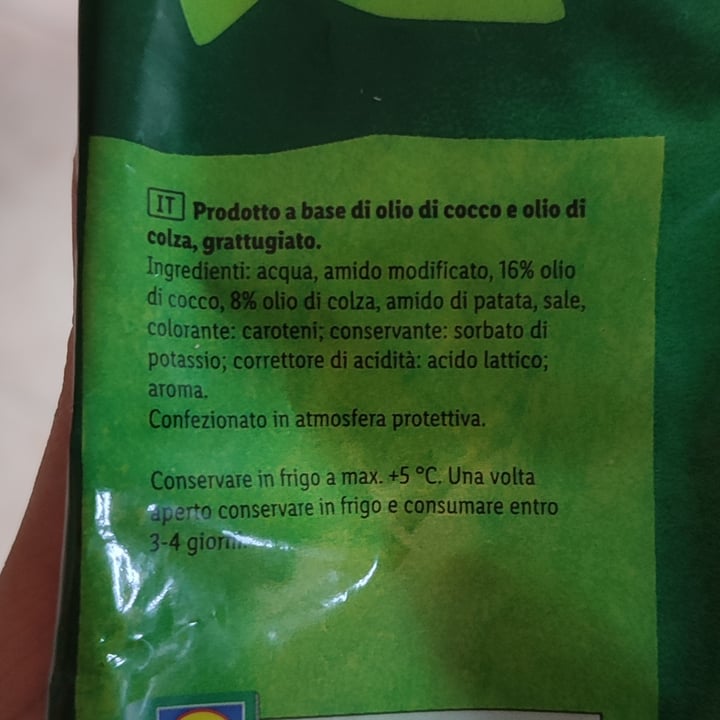 IT Prodotto a base di olio di cocco e olio di
colza, grattugiato.
Ingredienti: acqua, amido modificato, 16% olio
di cocco, 8% olio di colza, amido di patata, sale,
colorante: caroteni; conservante: sorbato di
potassio; correttore di acidità: acido lattico;
aroma.
Confezionato in atmosfera protettiva.
Conservare in frigo a max. +5 °C. Una volta
aperto conservare in frigo e consumare entro
3-4 giorni.